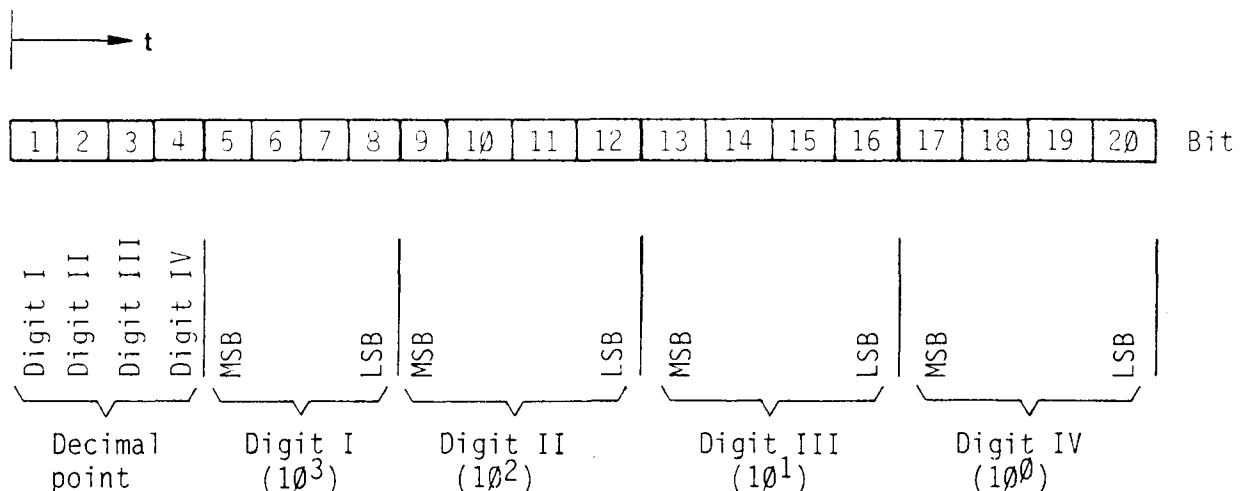 t
1 2 3 4 5 6 7 8 9 1Ø 11 12 13 14 15 16 17 18 19 2Ø Bit
Digit I
Digit II
Digit III
Digit IV
MSB
LSB
MSB
LSB
MSB
LSB
MSB
LSB
Decimal point
Digit I
(1Ø³)
Digit II
(1Ø²)
Digit III
(1Ø¹)
Digit IV
(1Ø^Ø)